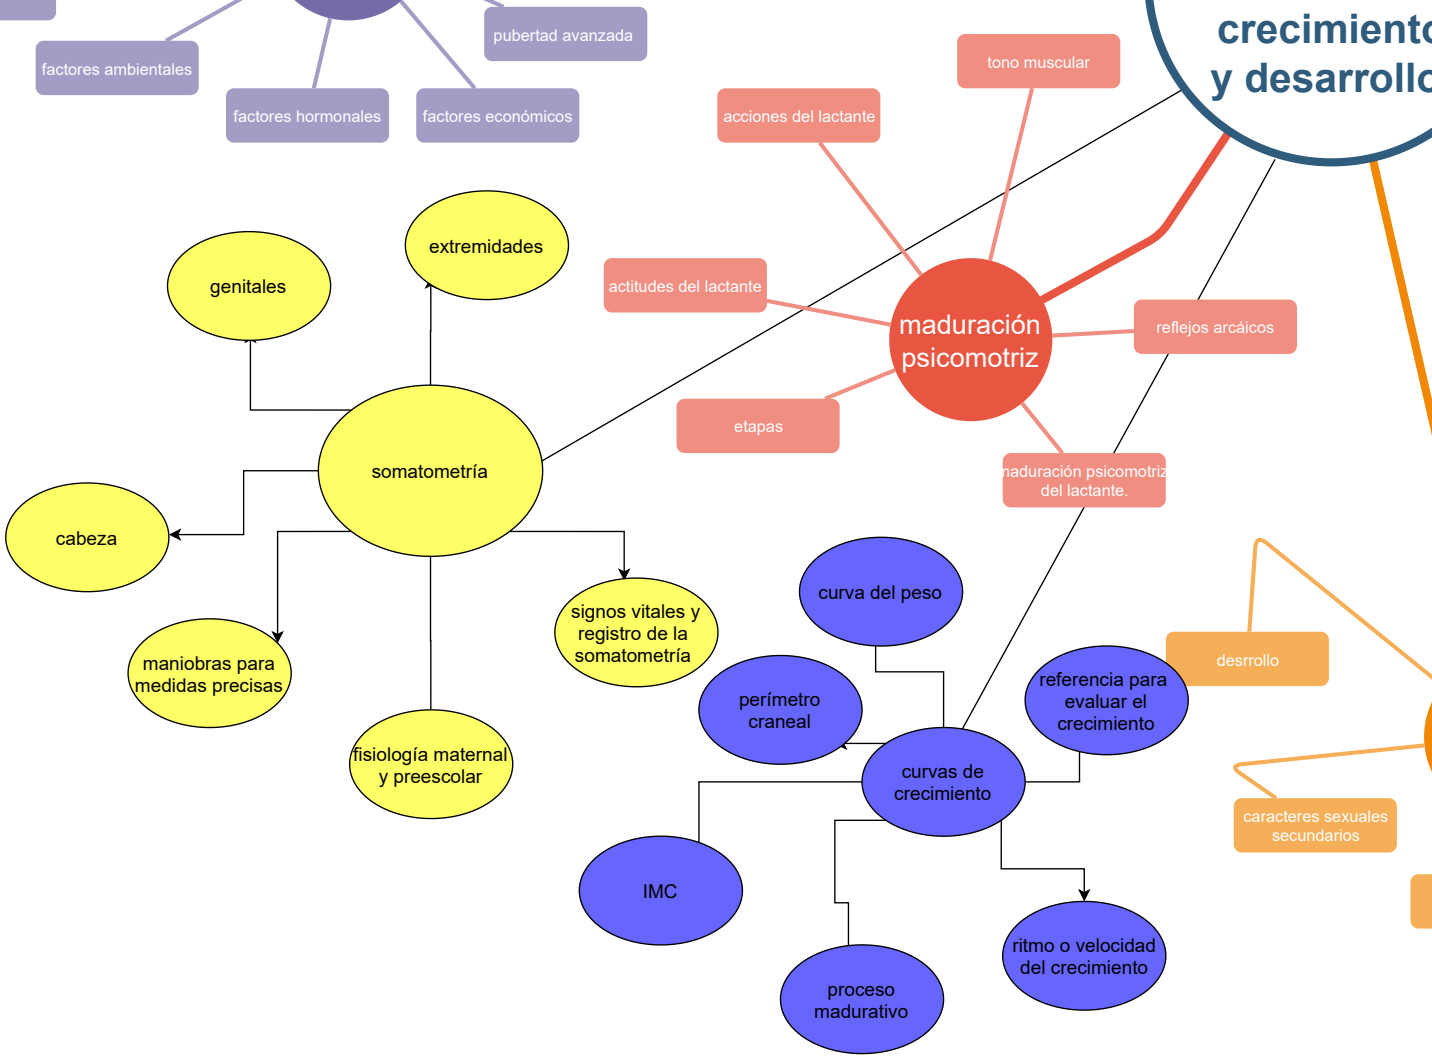 crecimiento
y desarrollo
pubertad avanzada
factores ambientales
factores hormonales
factores económicos
tono muscular
acciones del lactante
actitudes del lactante
maduración
psicomotriz
reflejos arcáicos
etapas
maduración psicomotriz
del lactante.
extremidades
genitales
somatometría
cabeza
maniobras para
medidas precisas
fisiología maternal
y preescolar
signos vitales y
registro de la
somatometría
curva del peso
perímetro
craneal
referencia para
evaluar el
crecimiento
curvas de
crecimiento
IMC
proceso
madurativo
ritmo o velocidad
del crecimiento
desrrollo
caracteres sexuales
secundarios